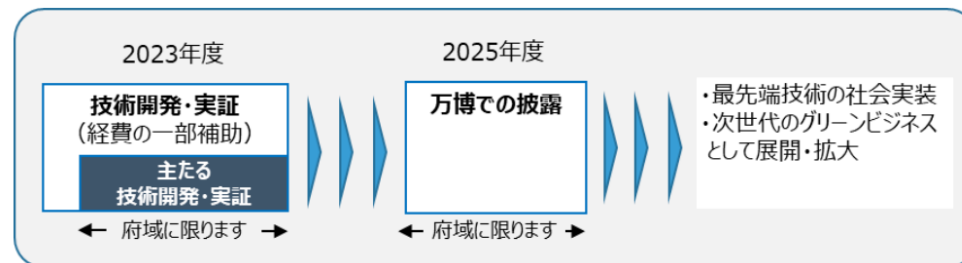 2023年度
技術開発・実証
（経費の一部補助）
主たる
技術開発・実証
府域に限ります
2025年度
万博での披露
府域に限ります
・最先端技術の社会実装
・次世代のグリーンビジネス
として展開・拡大